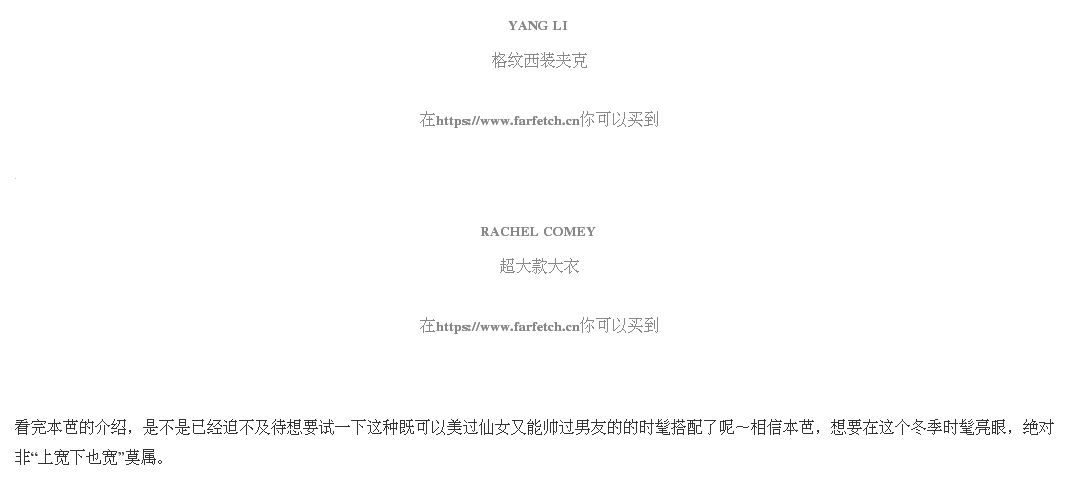 YANG LI
格纹西装夹克
在https://www.farfetch.cn你可以买到
RACHEL COMEY
超大款大衣
在https://www.farfetch.cn你可以买到
看完本芭的介绍，是不是已经迫不及待想要试一下这种既可以美过仙女又能帅过男友的的时髦搭配了呢～相信本芭，想要在这个冬季时髦亮眼，绝对
非“上宽下也宽”莫属。